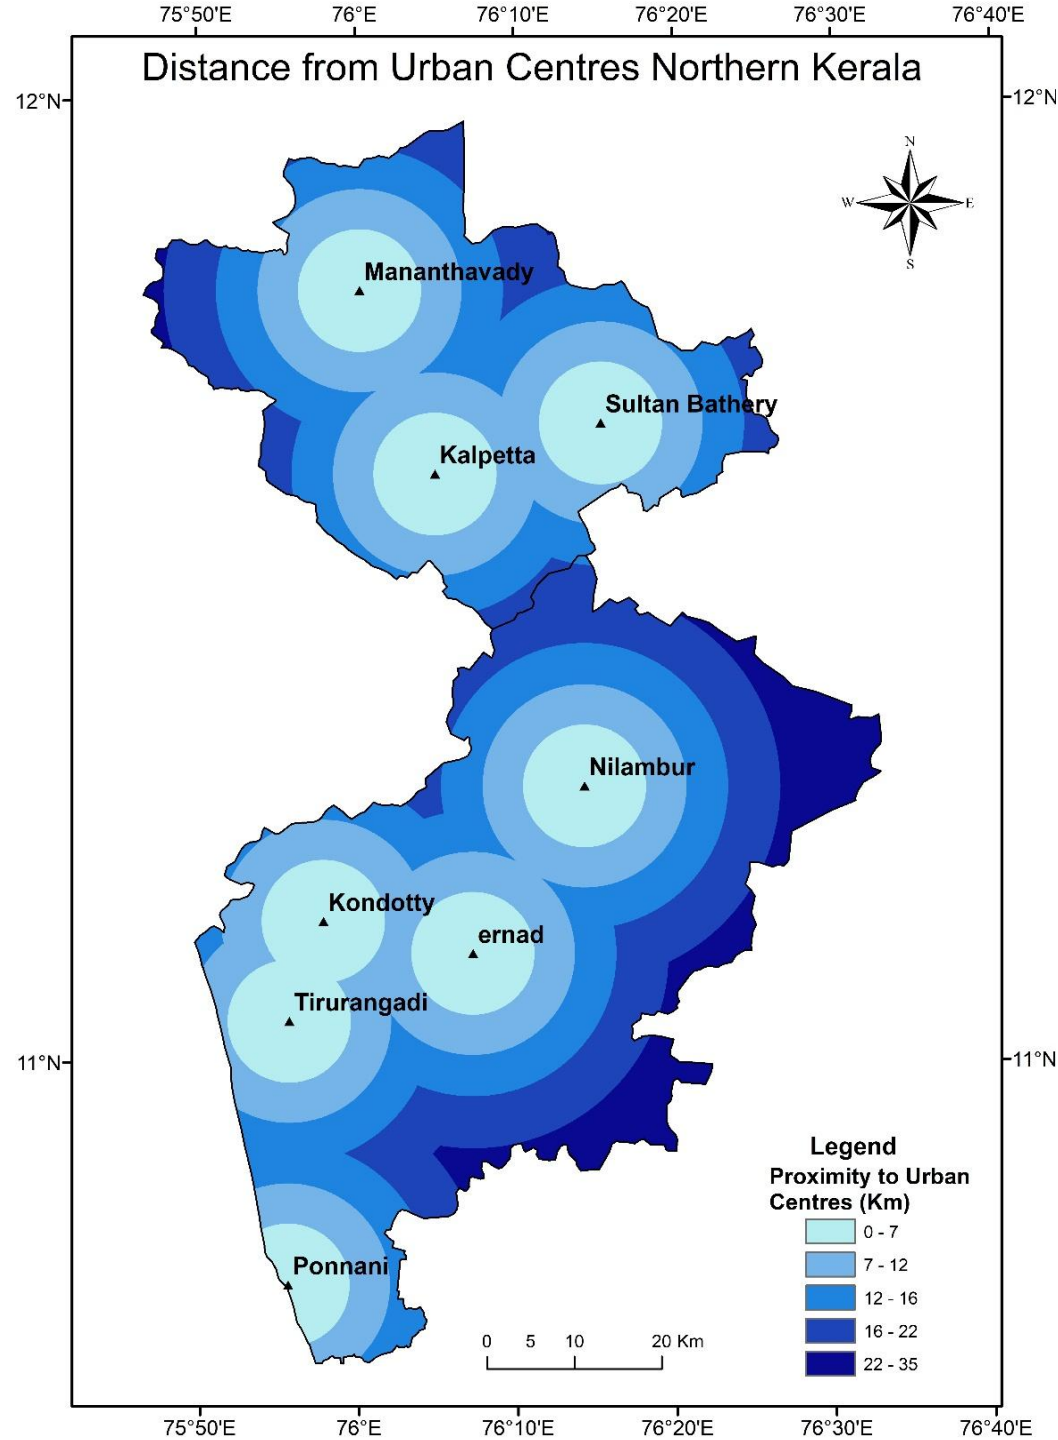 75°50'E 76°E 76°10'E 76°20'E 76°30'E 76°40'E
Distance from Urban Centres Northern Kerala
12°N 12°N
N
W E
S
Mananthavady
Sultan Bathery
Kalpetta
Nilambur
Kondotty
ernad
Tirurangadi
11°N 11°N
Legend
Proximity to Urban
Centres (Km)
0 - 7
7 - 12
12 - 16
16 - 22
22 - 35
Ponnani
0 5 10 20 Km
75°50'E 76°E 76°10'E 76°20'E 76°30'E 76°40'E